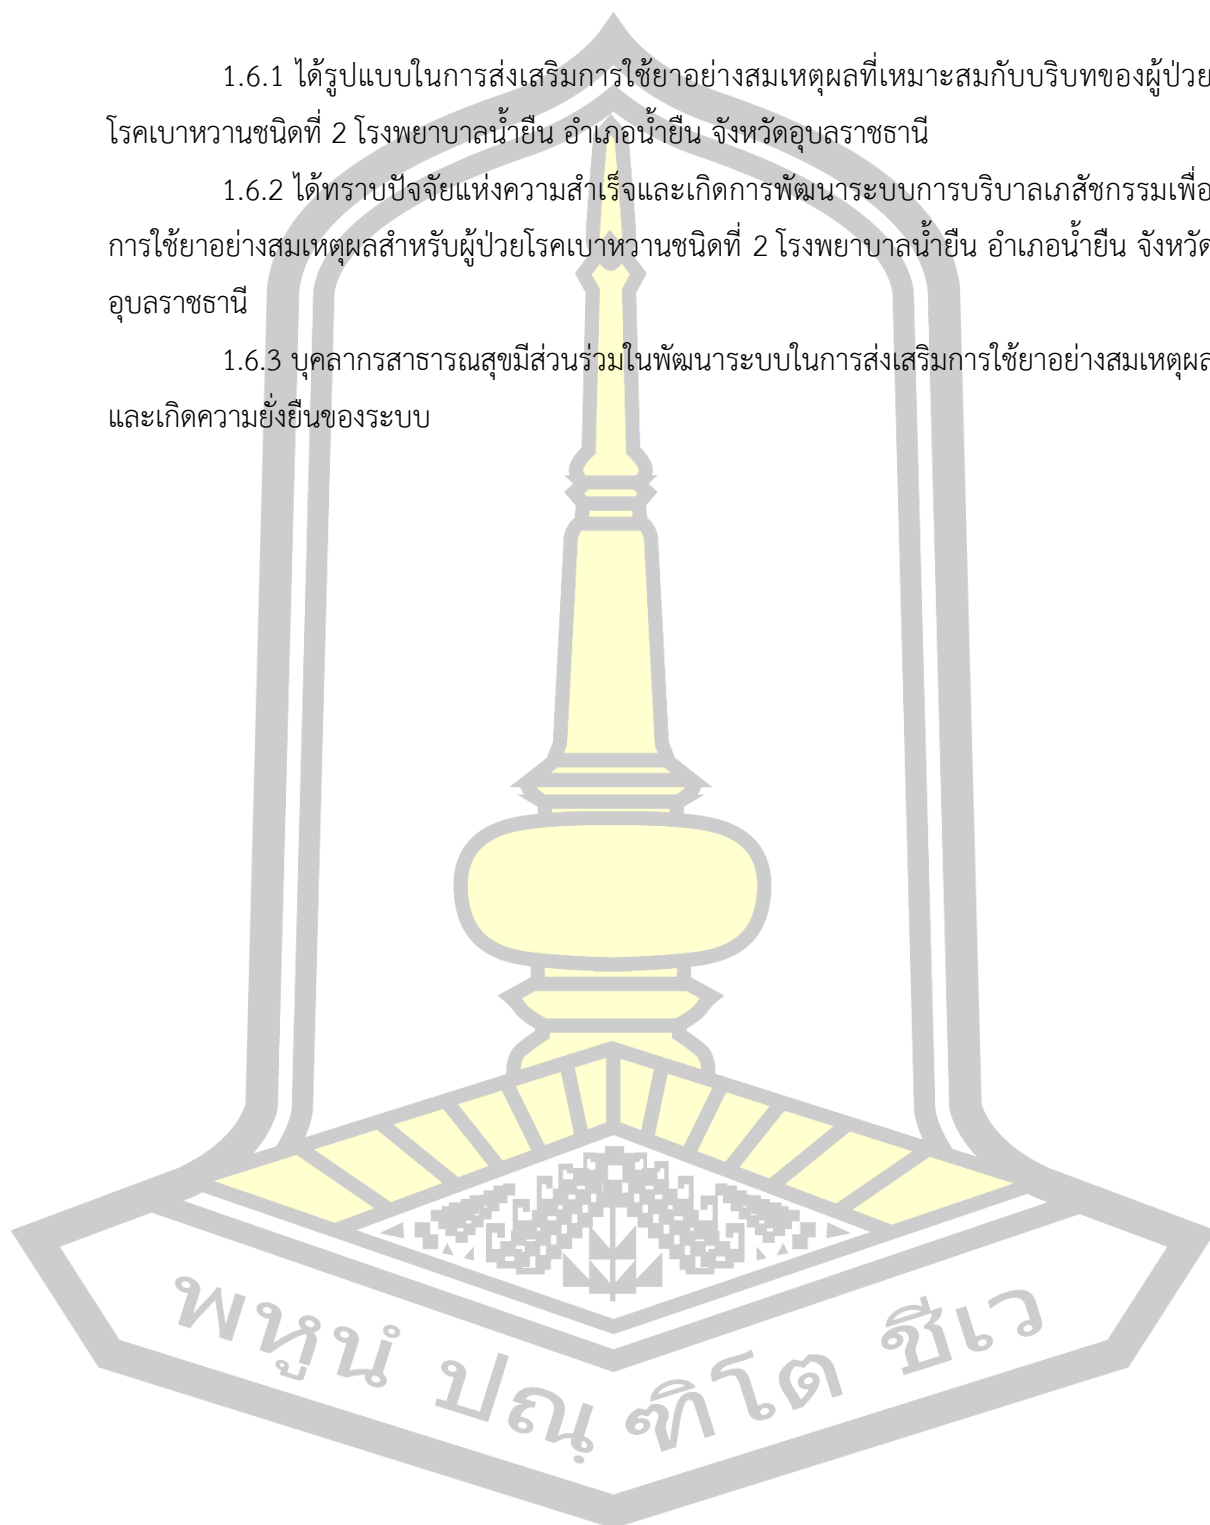 1.6.1 ได้รูปแบบในการส่งเสริมการใช้ยาอย่างสมเหตุผลที่เหมาะสมกับบริบทของผู้ป่วย
โรคเบาหวานชนิดที่ 2 โรงพยาบาลน้ำยืน อำเภอน้ำยืน จังหวัดอุบลราชธานี
1.6.2 ได้ทราบปัจจัยแห่งความสำเร็จและเกิดการพัฒนาระบบการบริบาลเภสัชกรรมเพื่อ
การใช้ยาอย่างสมเหตุผลสำหรับผู้ป่วยโรคเบาหวานชนิดที่ 2 โรงพยาบาลน้ำยืน อำเภอน้ำยืน จังหวัด
อุบลราชธานี
1.6.3 บุคลากรสาธารณสุขมีส่วนร่วมในพัฒนาระบบในการส่งเสริมการใช้ยาอย่างสมเหตุผล
และเกิดความยั่งยืนของระบบ
พหูนํ ปณฺ ฑิโต ชีเว